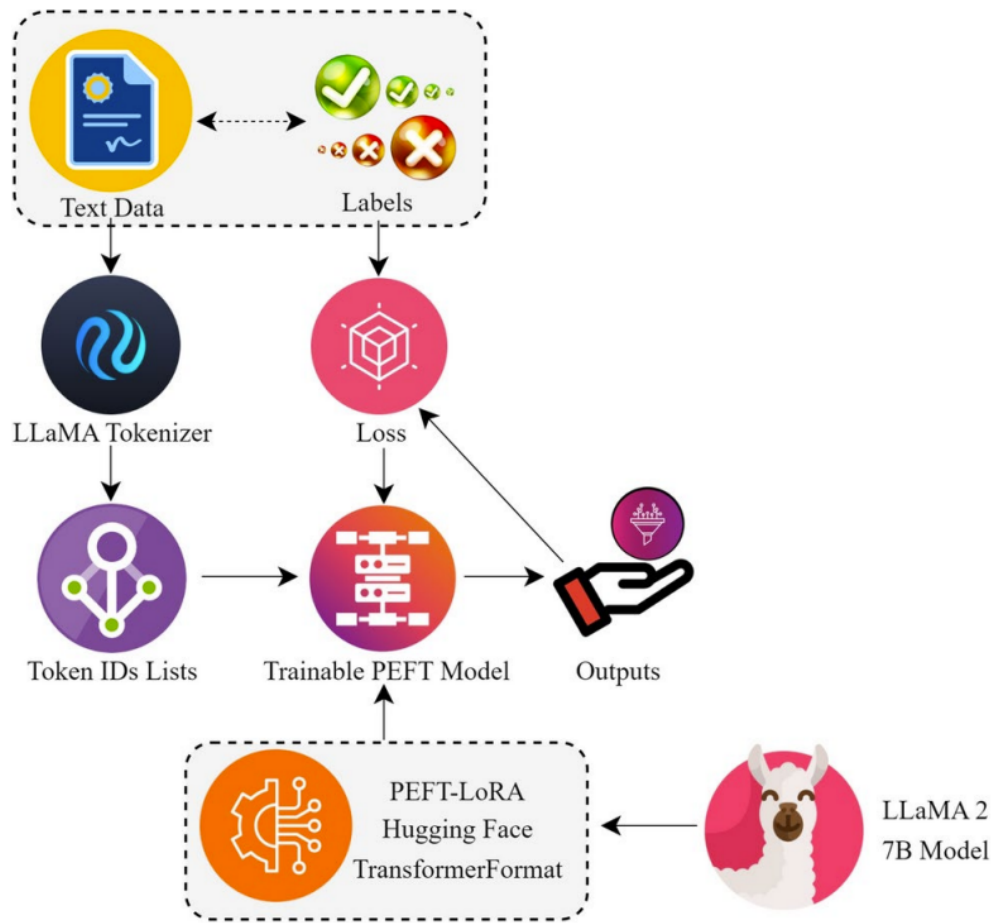 Text Data
Labels
LLaMA Tokenizer
Loss
Token IDs Lists
Trainable PEFT Model
Outputs
PEFT-LoRA
Hugging Face
TransformerFormat
LLaMA 2
7B Model